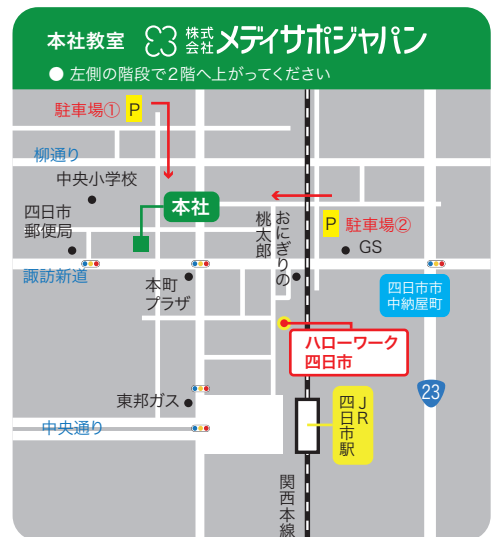 本社教室 株式会社 メディサポジャパン
● 左側の階段で2階へ上がってください
駐車場① P
柳通り
中央小学校
本社
四日市
郵便局
おにぎりの
桃太郎
P 駐車場②
GS
諏訪新道
本町
プラザ
四日市市
中納屋町
ハローワーク
四日市
23
東邦ガス
JR
四日市駅
中央通り
関西本線